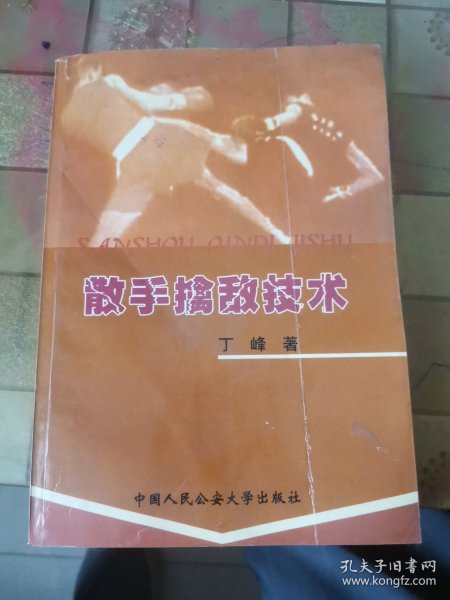 SANSHOU QINDI JISHU
散手擒敌技术
丁峰 著
中国人民公安大学出版社
孔夫子旧书网
www.kongfz.com